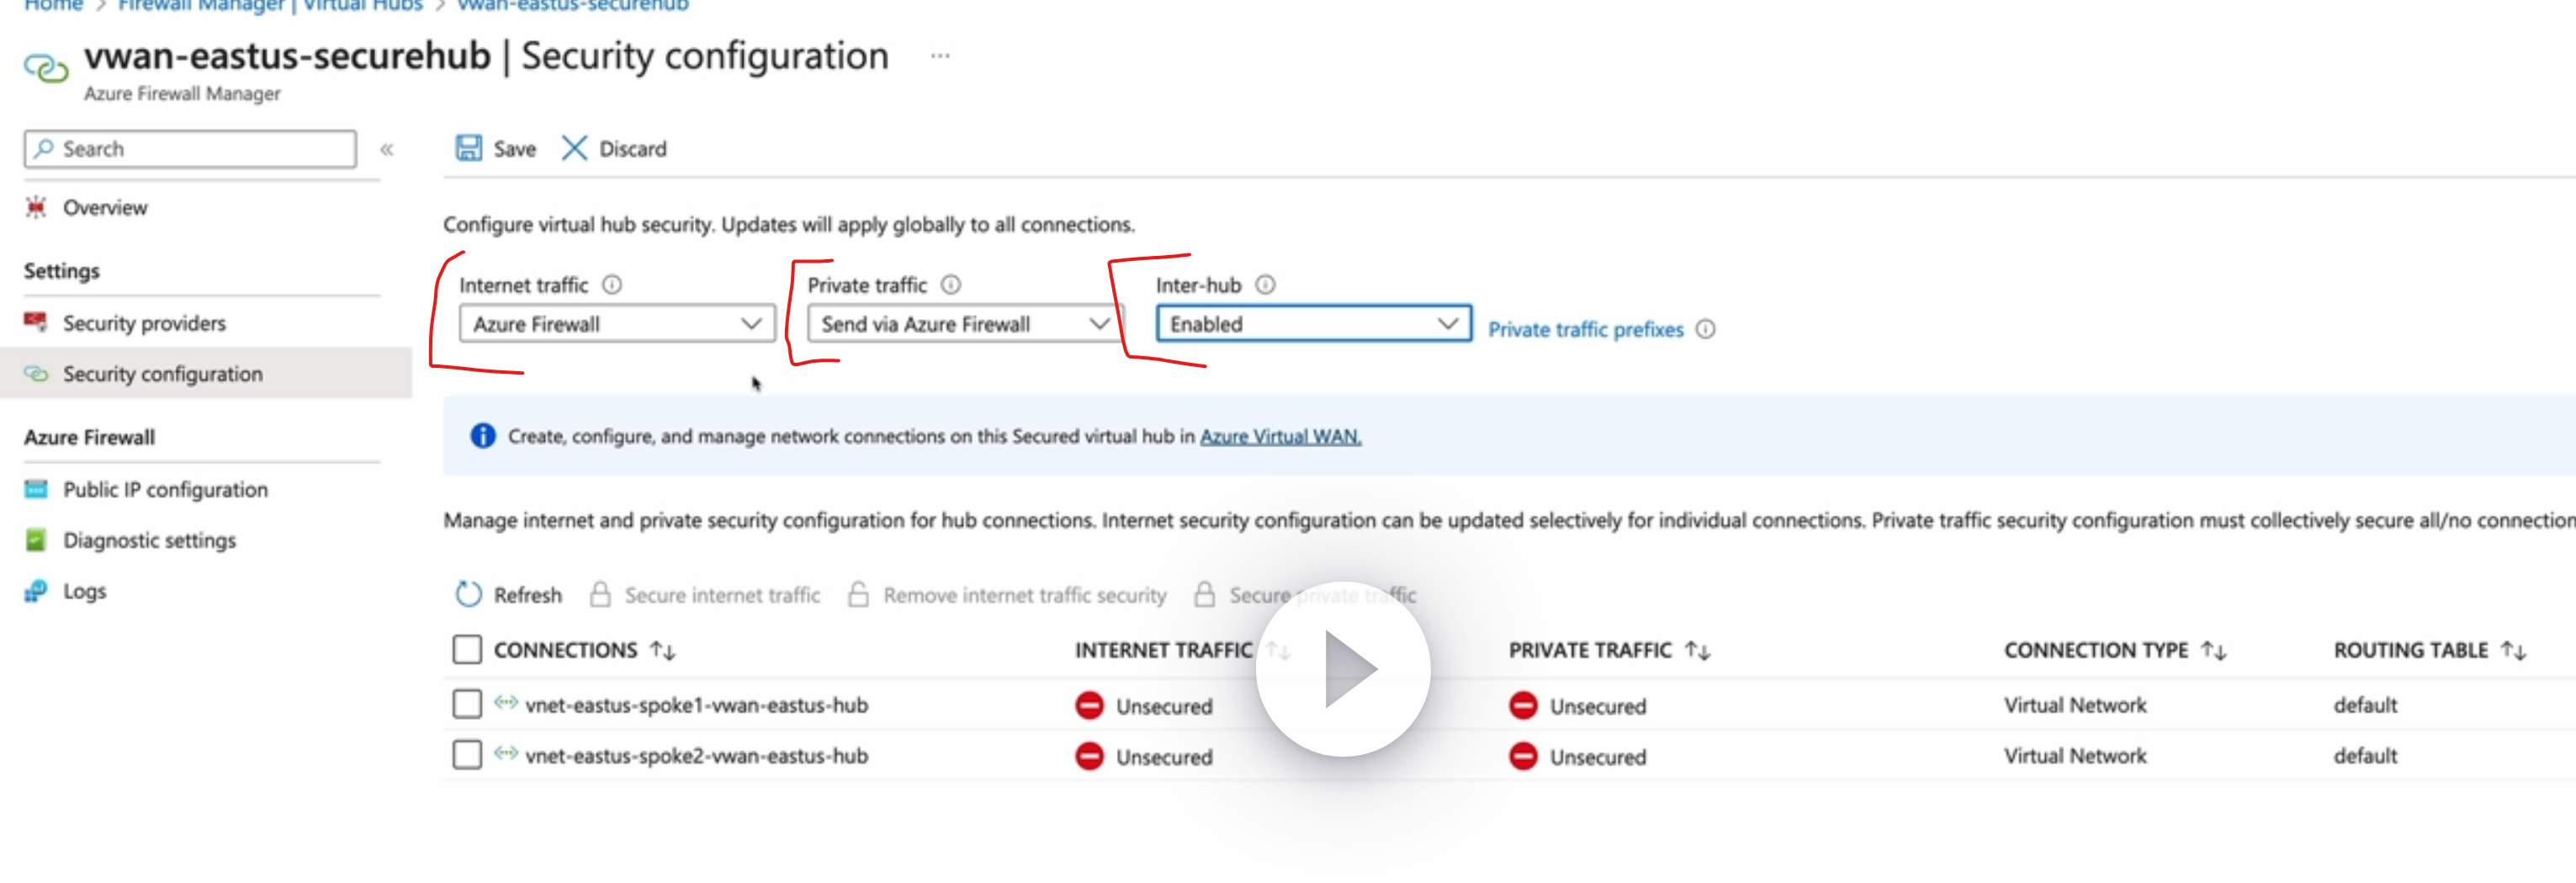 Home > Firewall Manager | Virtual Hubs > vwan-eastus-securehub
vwan-eastus-securehub | Security configuration ...
Azure Firewall Manager
Search «
Save Discard
Overview
Configure virtual hub security. Updates will apply globally to all connections.
Settings
Internet traffic Private traffic Inter-hub
Security providers
Azure Firewall Send via Azure Firewall Enabled Private traffic prefixes
Security configuration
Azure Firewall
Create, configure, and manage network connections on this Secured virtual hub in Azure Virtual WAN.
Public IP configuration
Manage internet and private security configuration for hub connections. Internet security configuration can be updated selectively for individual connections. Private traffic security configuration must collectively secure all/no connection
Diagnostic settings
Logs
Refresh Secure internet traffic Remove internet traffic security Secure private traffic
CONNECTIONS ↑↓ INTERNET TRAFFIC ↑↓ PRIVATE TRAFFIC ↑↓ CONNECTION TYPE ↑↓ ROUTING TABLE ↑↓
vnet-eastus-spoke1-vwan-eastus-hub Unsecured Unsecured Virtual Network default
vnet-eastus-spoke2-vwan-eastus-hub Unsecured Unsecured Virtual Network default